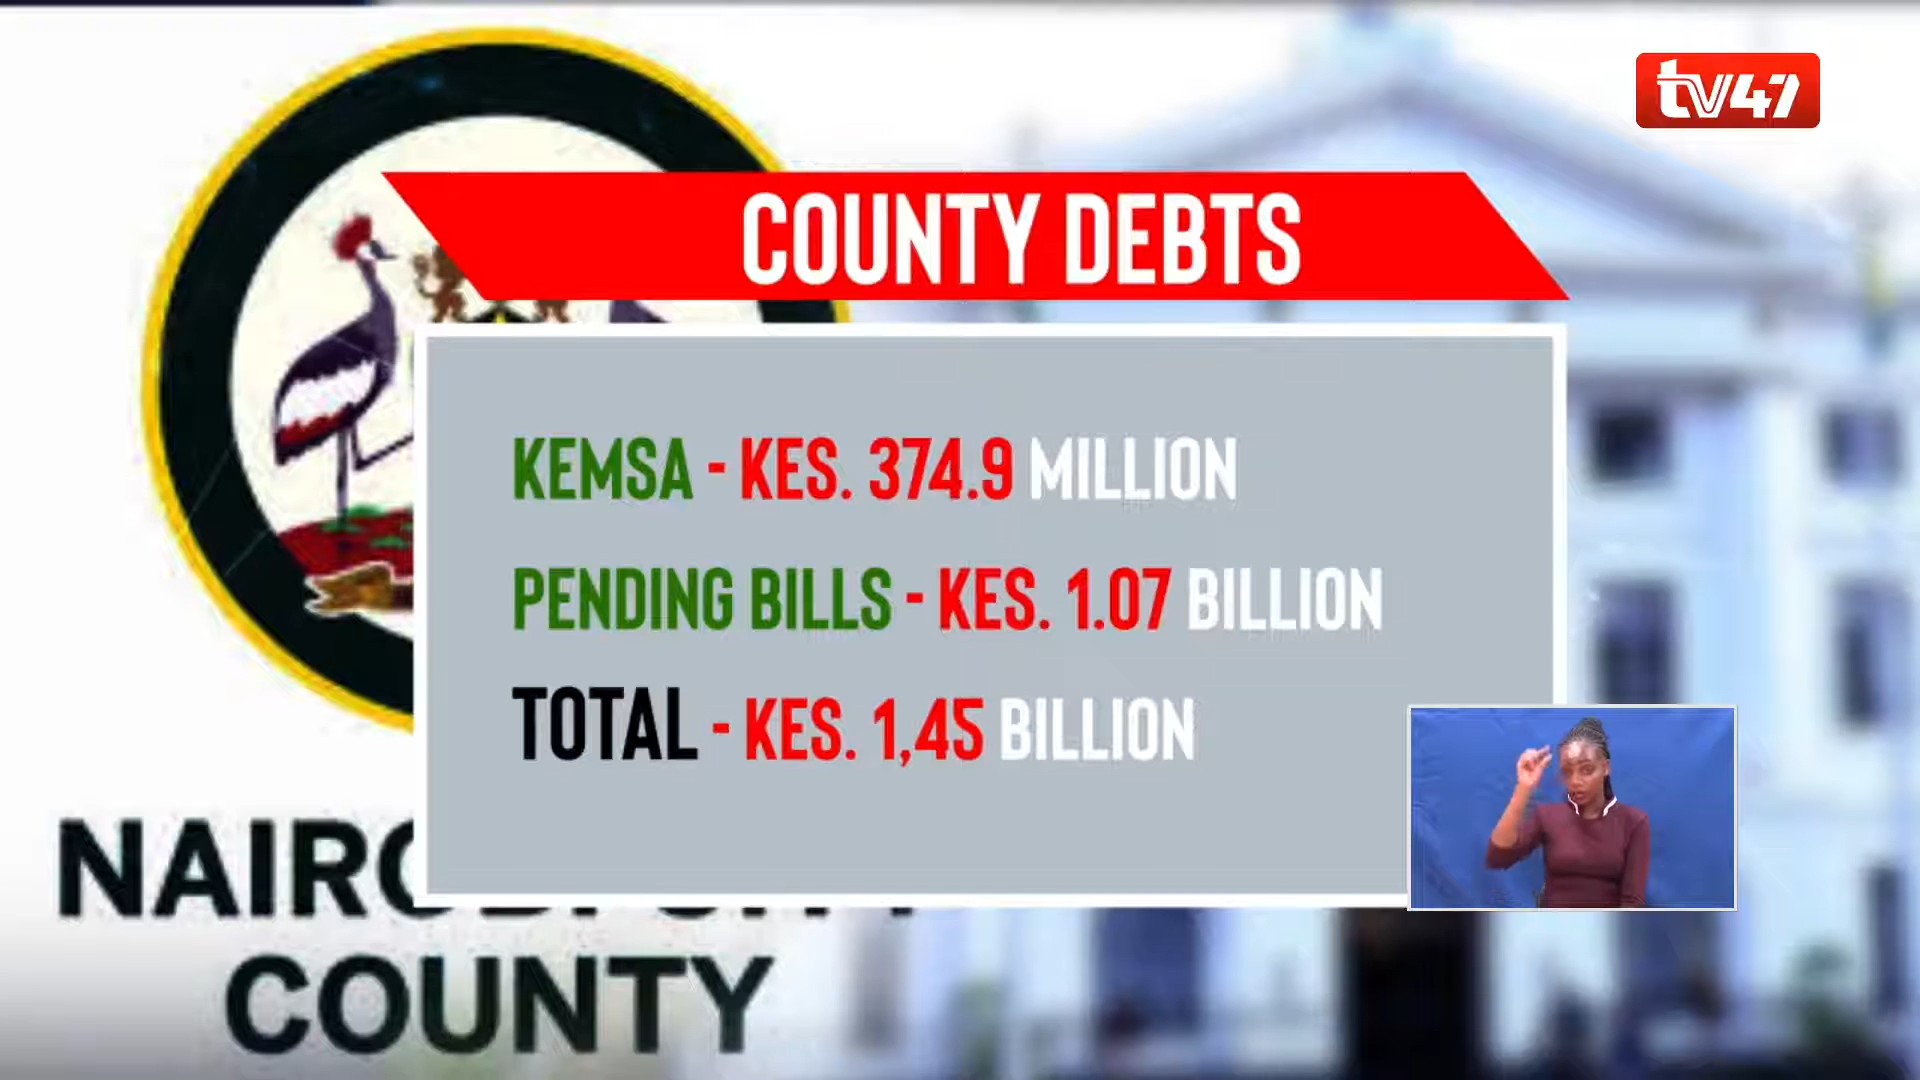 tv47
COUNTY DEBTS
KEMSA - KES. 374.9 MILLION
PENDING BILLS - KES. 1.07 BILLION
TOTAL - KES. 1,45 BILLION
COUNTY